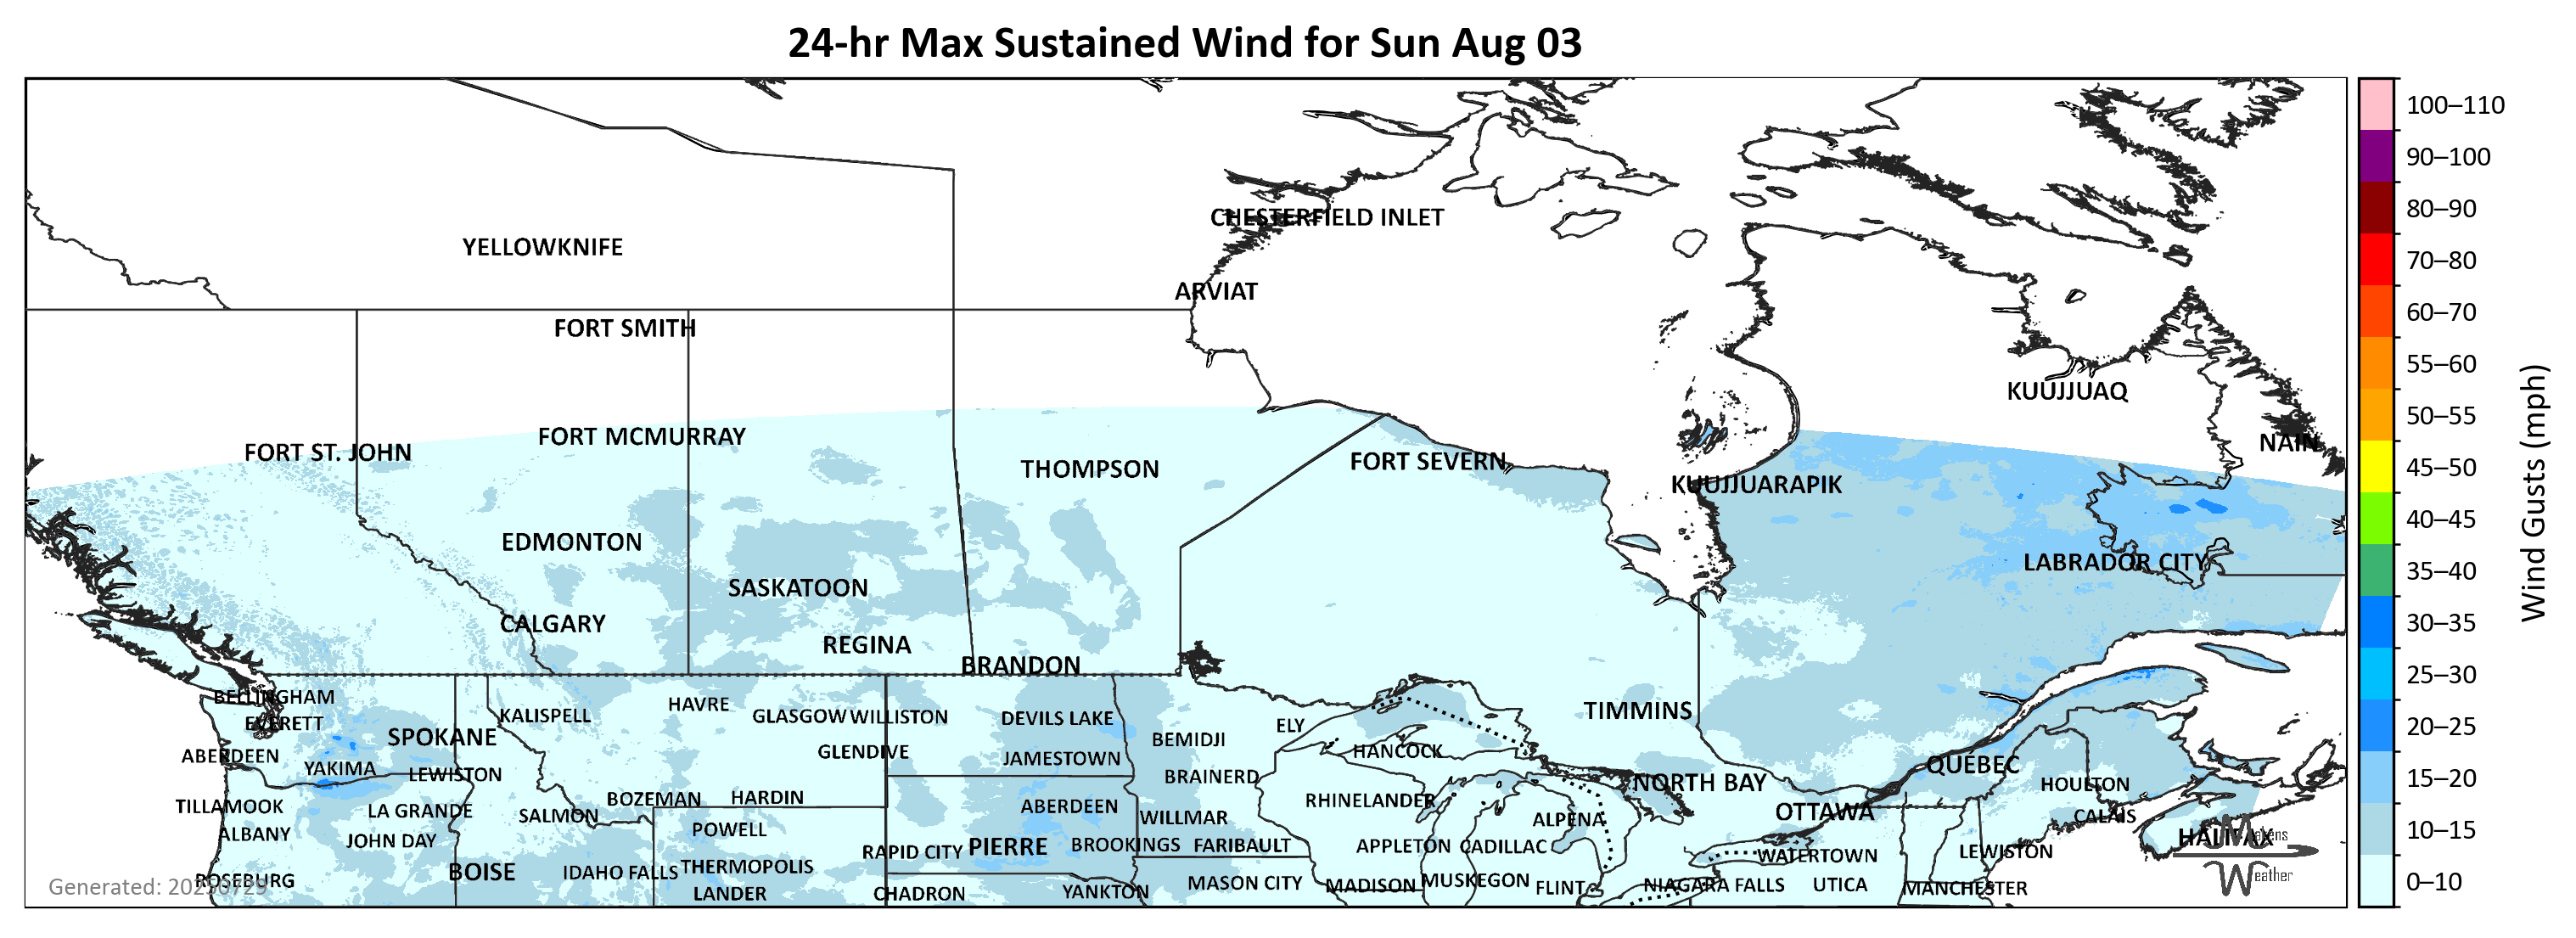 24-hr Max Sustained Wind for Sun Aug 03
100–110
90–100
80–90
70–80
60–70
55–60
50–55
45–50
40–45
35–40
30–35
25–30
20–25
15–20
10–15
0–10
Wind Gusts (mph)
CHESTERFIELD INLET
YELLOWKNIFE
ARVIAT
FORT SMITH
KUUJJUAQ
FORT MCMURRAY
NAIN
FORT ST. JOHN
FORT SEVERN
THOMPSON
KUUJJUARAPIK
EDMONTON
LABRADOR CITY
SASKATOON
CALGARY
REGINA
BRANDON
BELLINGHAM
HAVRE
TIMMINS
KALISPELL
GLASGOW
WILLISTON
DEVILS LAKE
EVERETT
ELY
SPOKANE
BEMIDJI
GLENDIVE
HANCOCK
ABERDEEN
JAMESTOWN
QUÉBEC
YAKIMA
LEWISTON
BRAINERD
NORTH BAY
HOULTON
BOZEMAN
HARDIN
RHINELANDER
TILLAMOOK
LA GRANDE
ABERDEEN
SALMON
WILLMAR
ALPENA
OTTAWA
CALAIS
ALBANY
JOHN DAY
POWELL
HALIFAX
Makens
Weather
RAPID CITY
PIERRE
BROOKINGS
FARIBAULT
APPLETON
CADILLAC
WATERTOWN
LEWISTON
BOISE
IDAHO FALLS
THERMOPOLIS
ROSEBURG
MASON CITY
MADISON
MUSKEGON
FLINT
NIAGARA FALLS
UTICA
MANCHESTER
LANDER
CHADRON
YANKTON
Generated: 20250729